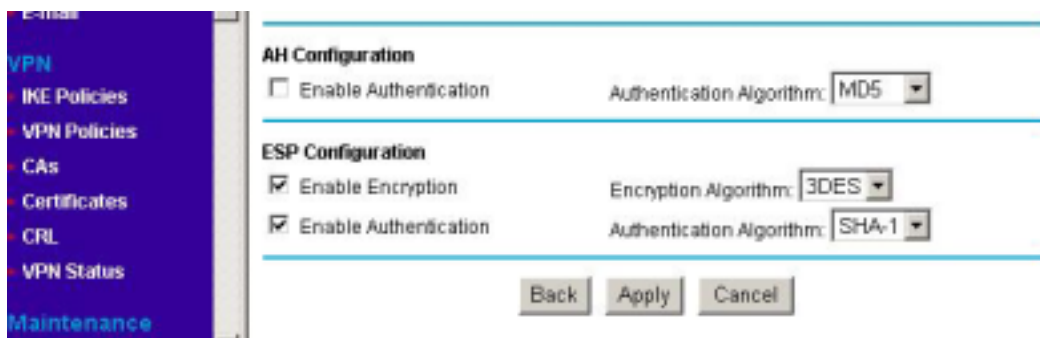 E-mail
VPN
IKE Policies
VPN Policies
CAs
Certificates
CRL
VPN Status
Maintenance
AH Configuration
Enable Authentication
Authentication Algorithm: MD5
ESP Configuration
Enable Encryption
Encryption Algorithm: 3DES
Enable Authentication
Authentication Algorithm: SHA-1
Back
Apply
Cancel